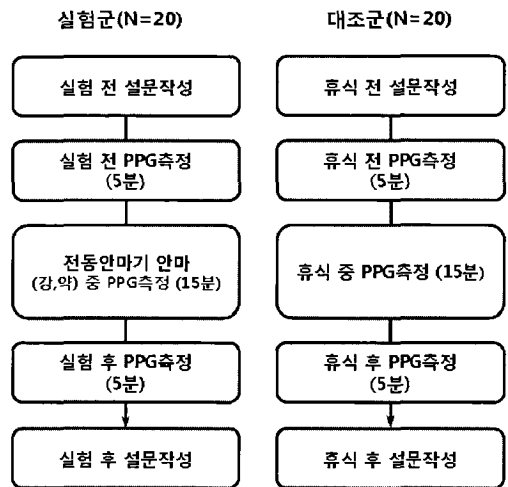 실험군(N=20)
실험 전 설문작성
실험 전 PPG측정
(5분)
전동안마기 안마
(강,약) 중 PPG측정 (15분)
실험 후 PPG측정
(5분)
실험 후 설문작성
대조군(N=20)
휴식 전 설문작성
휴식 전 PPG측정
(5분)
휴식 중 PPG측정 (15분)
휴식 후 PPG측정
(5분)
휴식 후 설문작성